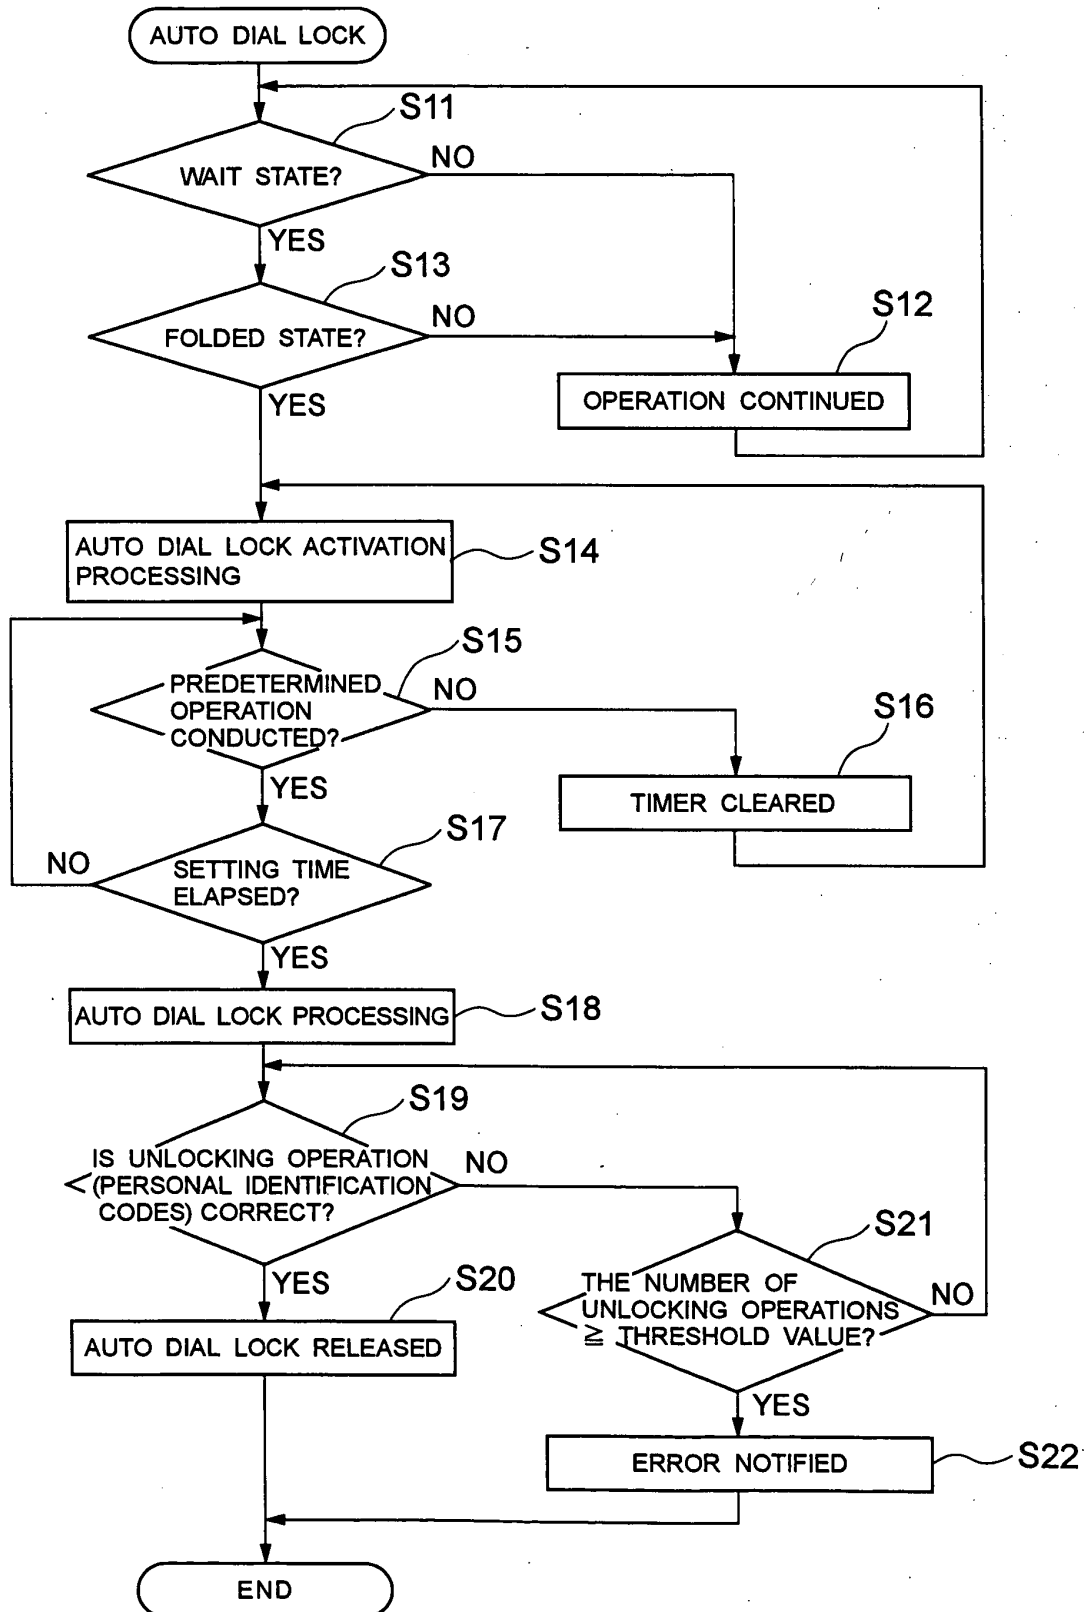 AUTO DIAL LOCK
S11
WAIT STATE?
NO
YES
S13
FOLDED STATE?
NO
YES
S12
OPERATION CONTINUED
AUTO DIAL LOCK ACTIVATION
PROCESSING
S14
S15
PREDETERMINED
OPERATION
CONDUCTED?
NO
YES
S16
TIMER CLEARED
S17
SETTING TIME
ELAPSED?
NO
YES
AUTO DIAL LOCK PROCESSING
S18
S19
IS UNLOCKING OPERATION
(PERSONAL IDENTIFICATION
CODES) CORRECT?
NO
YES
S20
AUTO DIAL LOCK RELEASED
S21
THE NUMBER OF
UNLOCKING OPERATIONS
≧ THRESHOLD VALUE?
NO
YES
ERROR NOTIFIED
S22
END